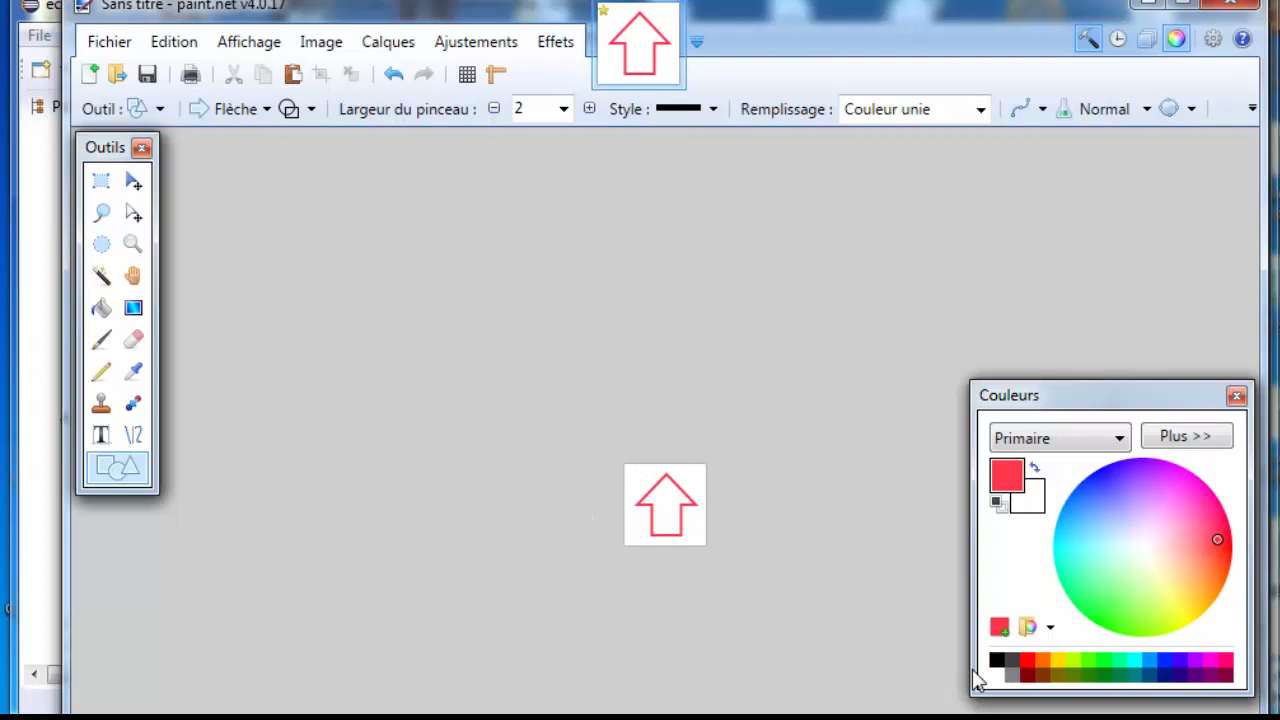 ec
Sans titre - paint.net v4.0.17
File
Fichier Edition Affichage Image Calques Ajustements Effets
Outil : Flèche Largeur du pinceau : 2 Style : Remplissage : Couleur unie Normal
P
Outils
T
Couleurs
Primaire Plus >>